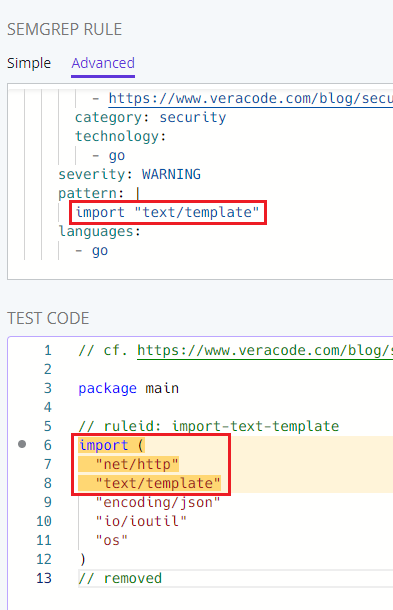 SEMGREP RULE
Simple Advanced
- https://www.veracode.com/blog/secu
category: security
technology:
- go
severity: WARNING
pattern: |
import "text/template"
languages:
- go
TEST CODE
1 // cf. https://www.veracode.com/blog/s
2
3 package main
4
5 // ruleid: import-text-template
6 import (
7 "net/http"
8 "text/template"
9 "encoding/json"
10 "io/ioutil"
11 "os"
12 )
13 // removed